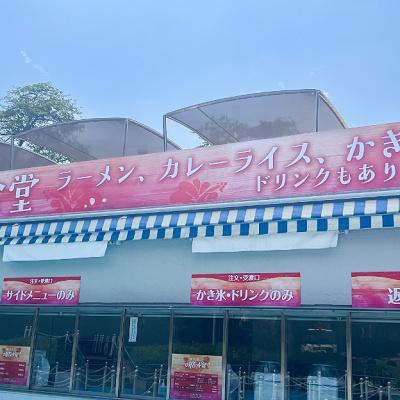 堂 ラーメン、カレーライス、かき
ドリンクもあり
注文・受渡口
サイドメニューのみ
注文・受渡口
かき氷・ドリンクのみ
返